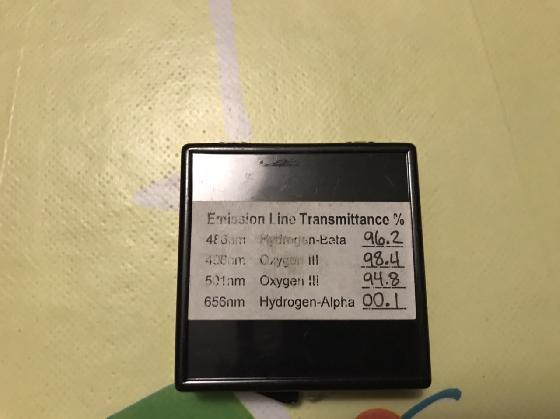 Emission Line Transmittance %
486nm Hydrogen-Beta 96.2
Oxygen III 98.4
501nm Oxygen III 94.8
656nm Hydrogen-Alpha 00.1